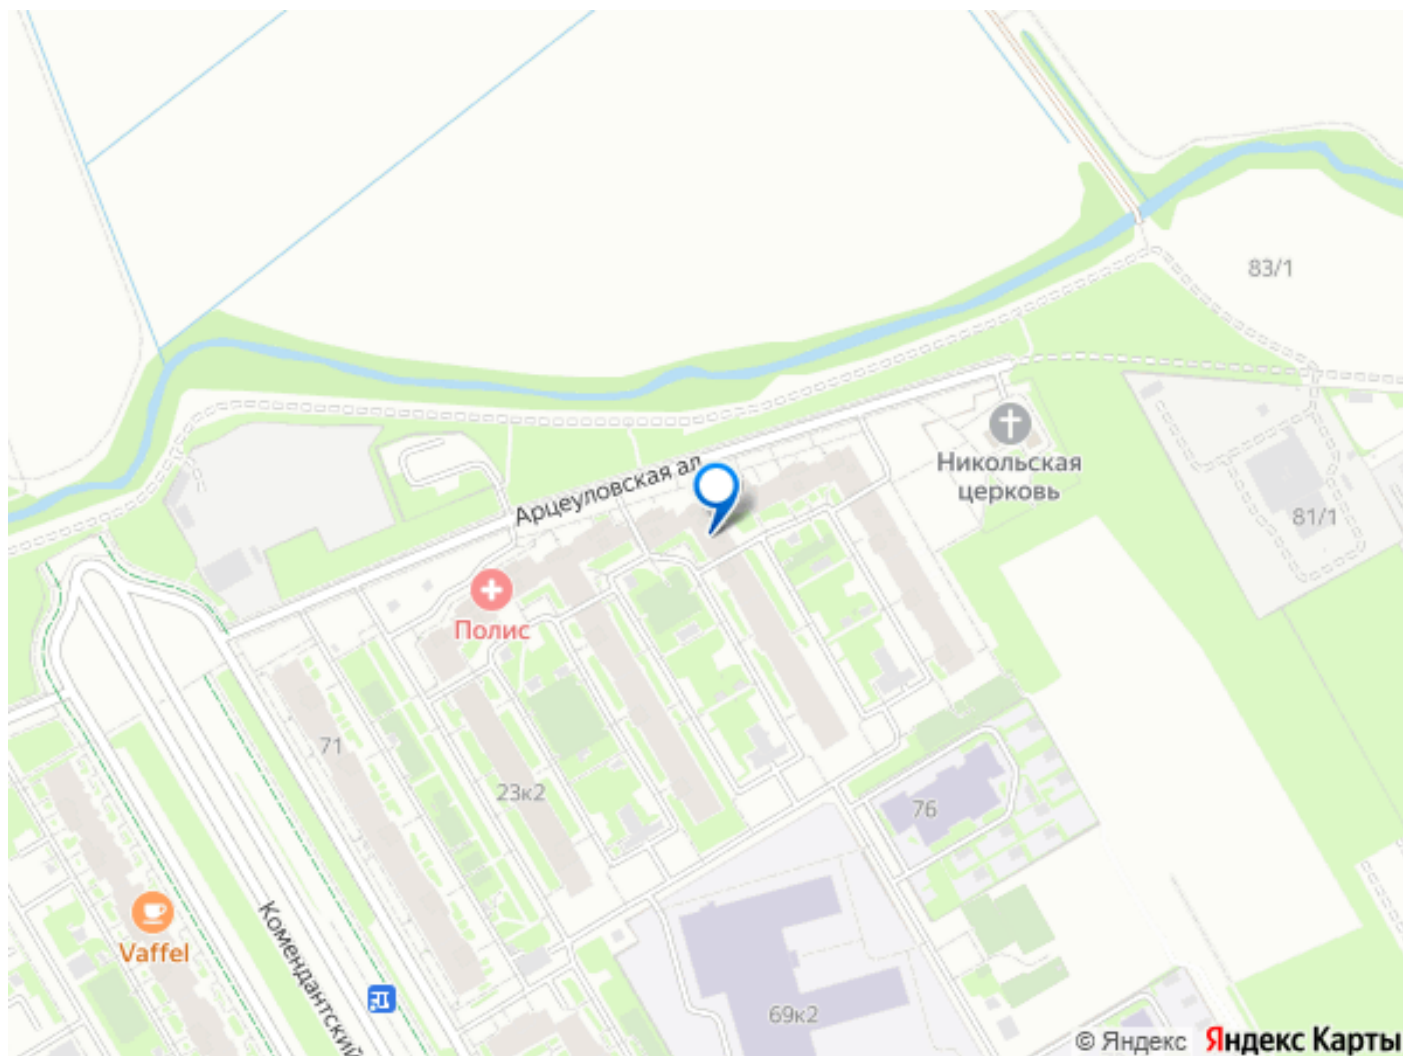 83/1
Арцеуловская ал.
Никольская
церковь
81/1
Полис
71
23к2
76
Vaffel
Комендантский
69к2
© Яндекс Яндекс Карты